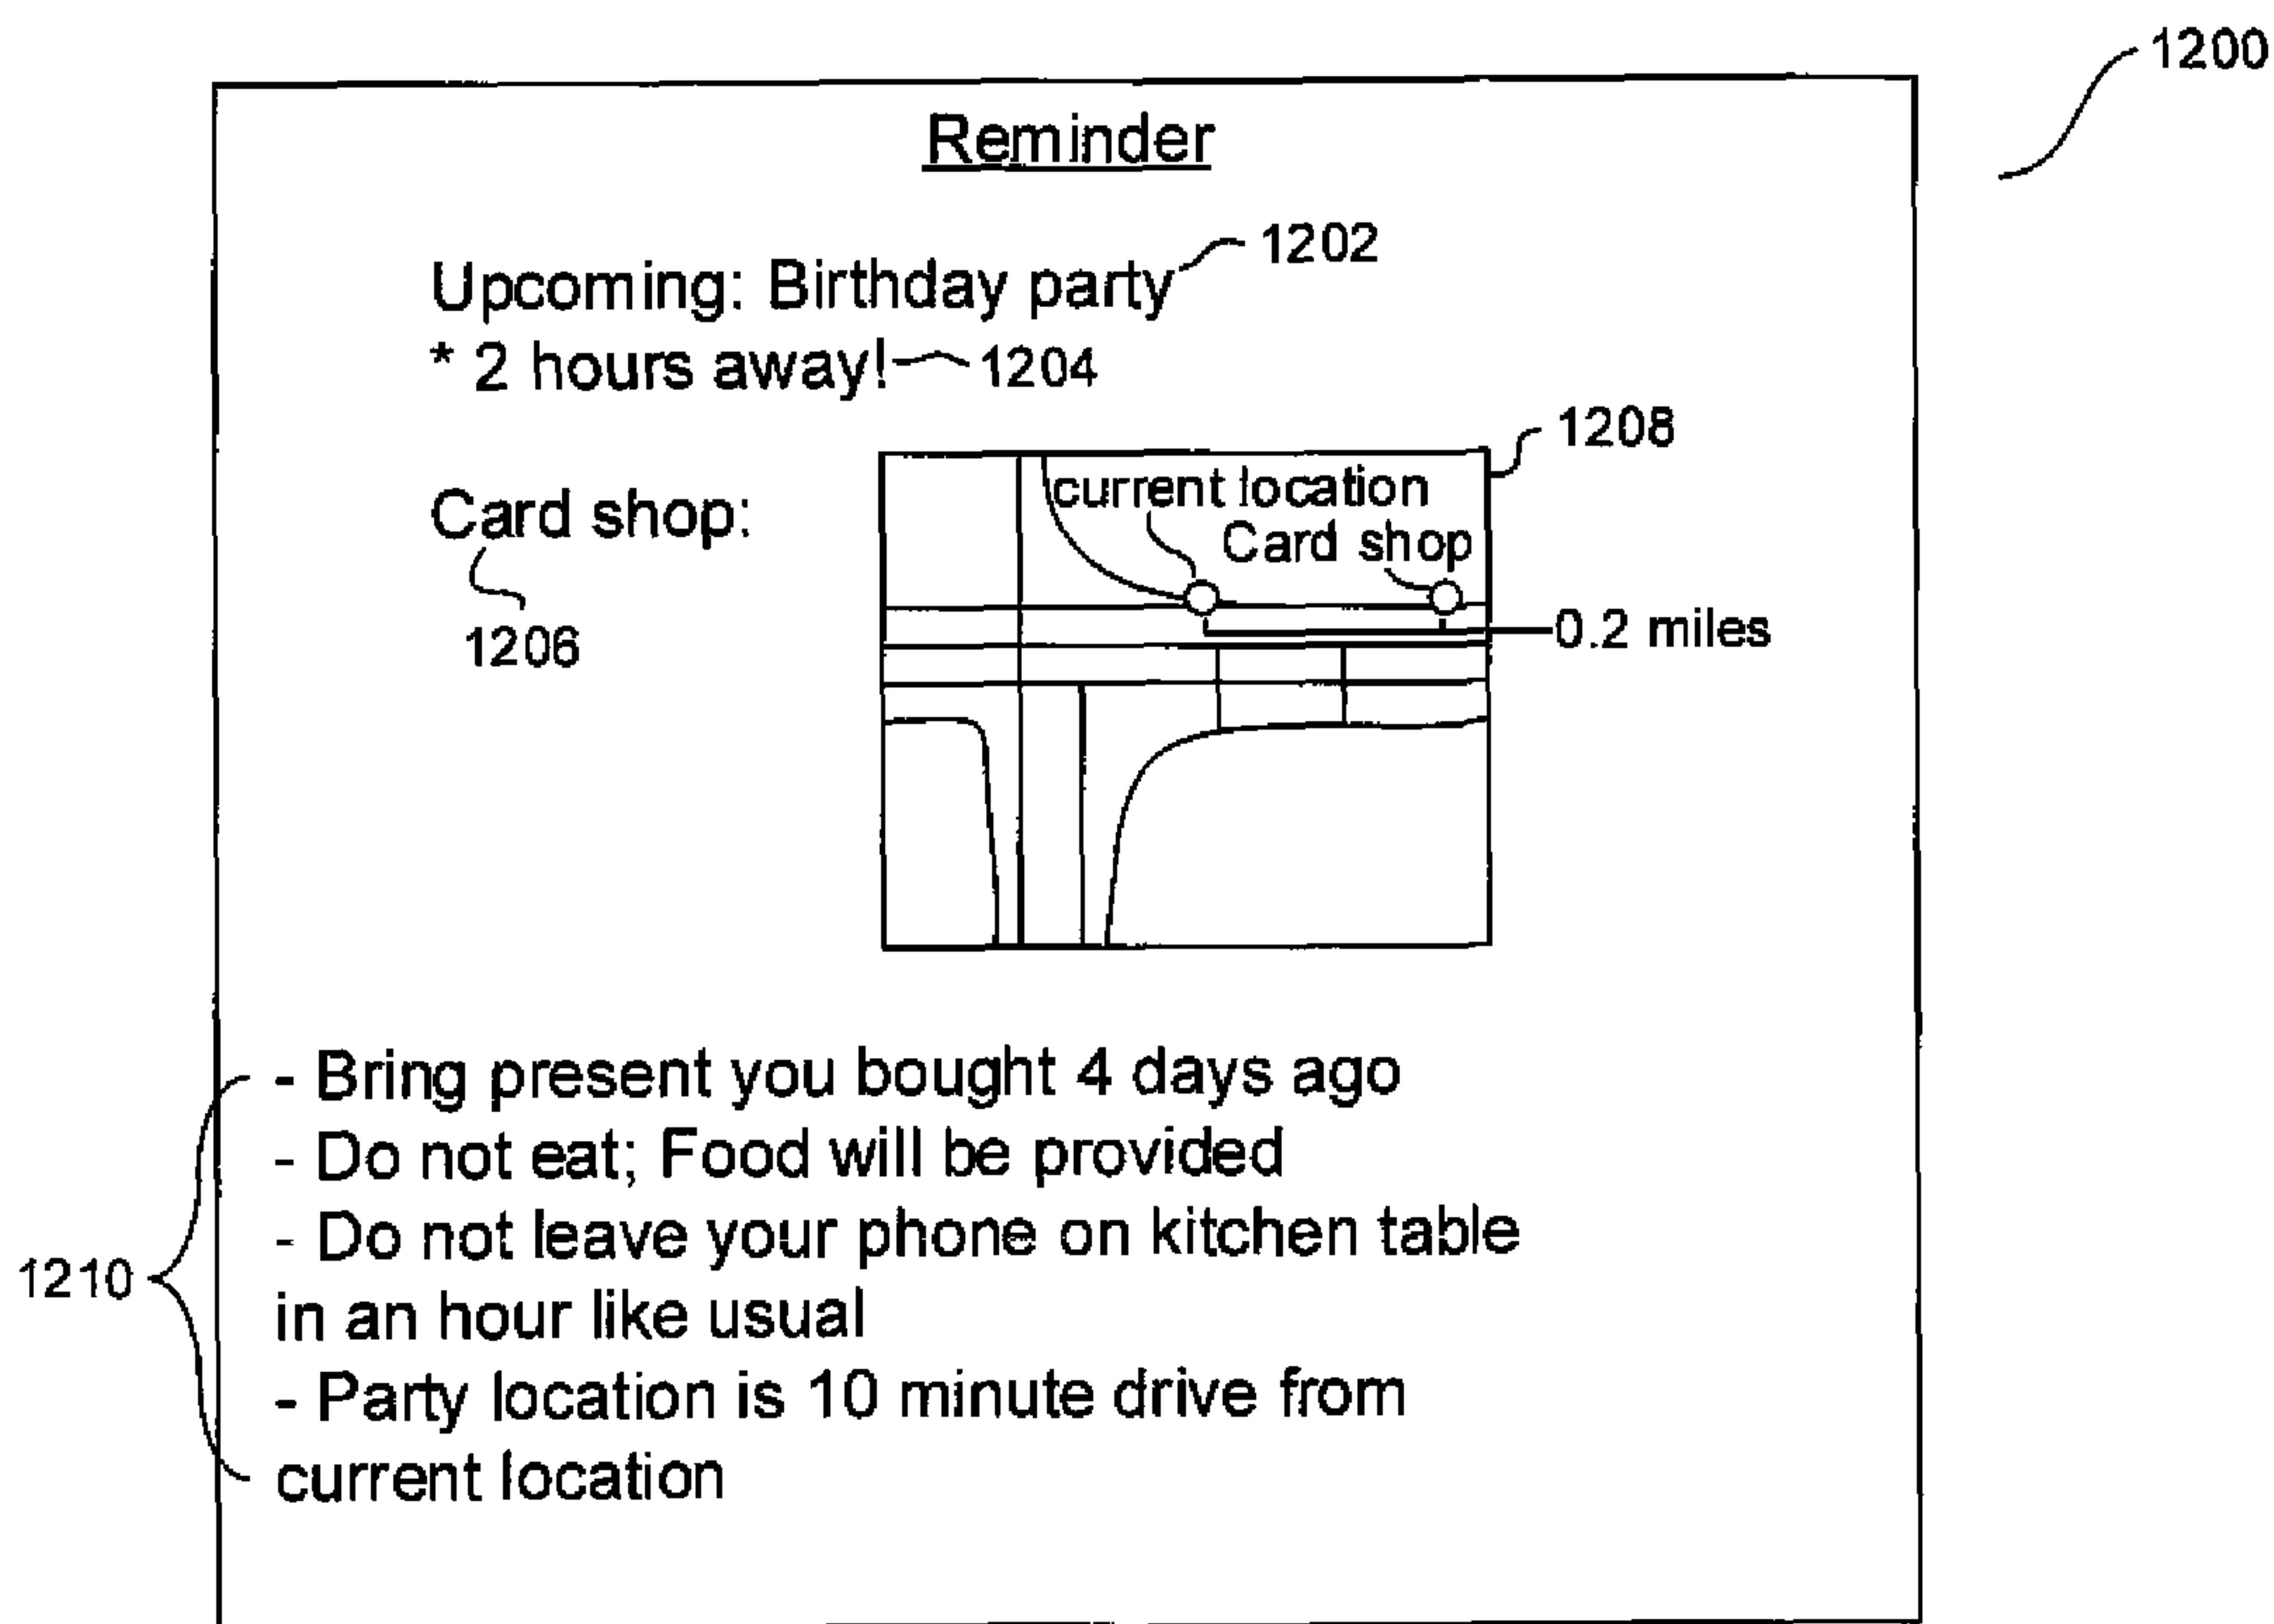 1200
Reminder
Upcoming: Birthday party
1202
* 2 hours away!
1204
1208
Card shop:
1206
current location
Card shop
0.2 miles
- Bring present you bought 4 days ago
- Do not eat; Food will be provided
- Do not leave your phone on kitchen table
in an hour like usual
- Party location is 10 minute drive from
current location
1210